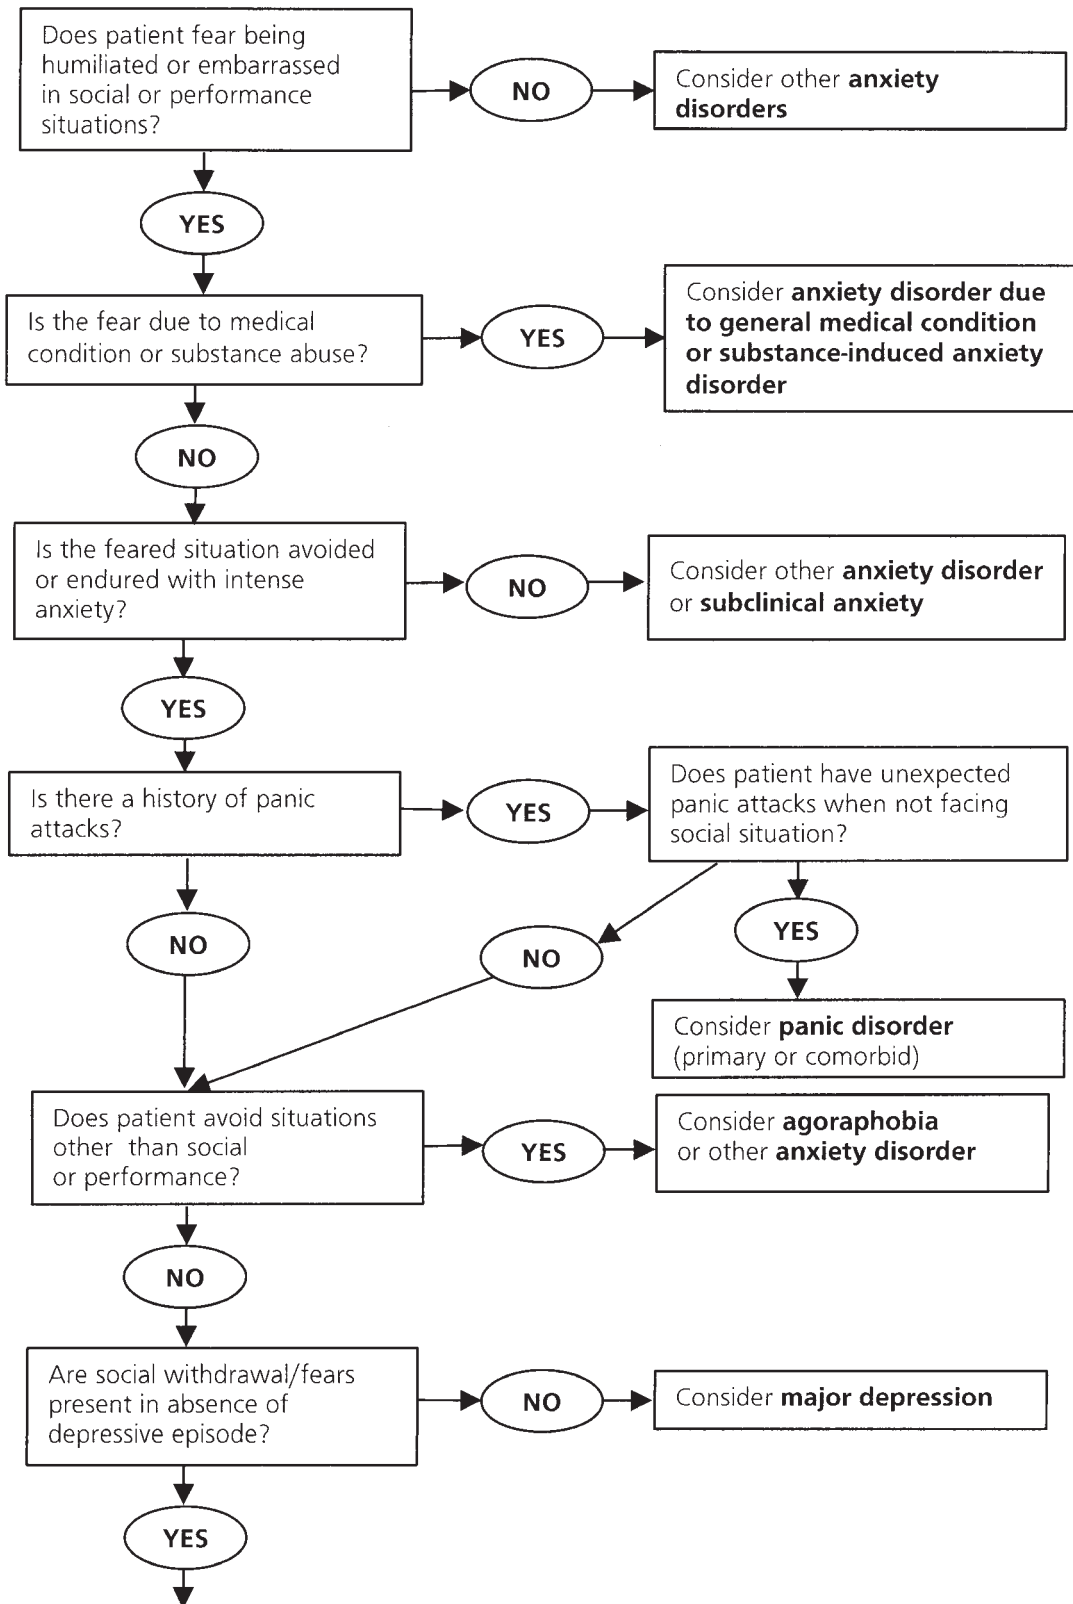 Does patient fear being
humiliated or embarrassed
in social or performance
situations?
NO
Consider other anxiety
disorders
YES
Is the fear due to medical
condition or substance abuse?
YES
Consider anxiety disorder due
to general medical condition
or substance-induced anxiety
disorder
NO
Is the feared situation avoided
or endured with intense
anxiety?
NO
Consider other anxiety disorder
or subclinical anxiety
YES
Is there a history of panic
attacks?
YES
Does patient have unexpected
panic attacks when not facing
social situation?
NO
NO
YES
Consider panic disorder
(primary or comorbid)
Does patient avoid situations
other than social
or performance?
YES
Consider agoraphobia
or other anxiety disorder
NO
Are social withdrawal/fears
present in absence of
depressive episode?
NO
Consider major depression
YES